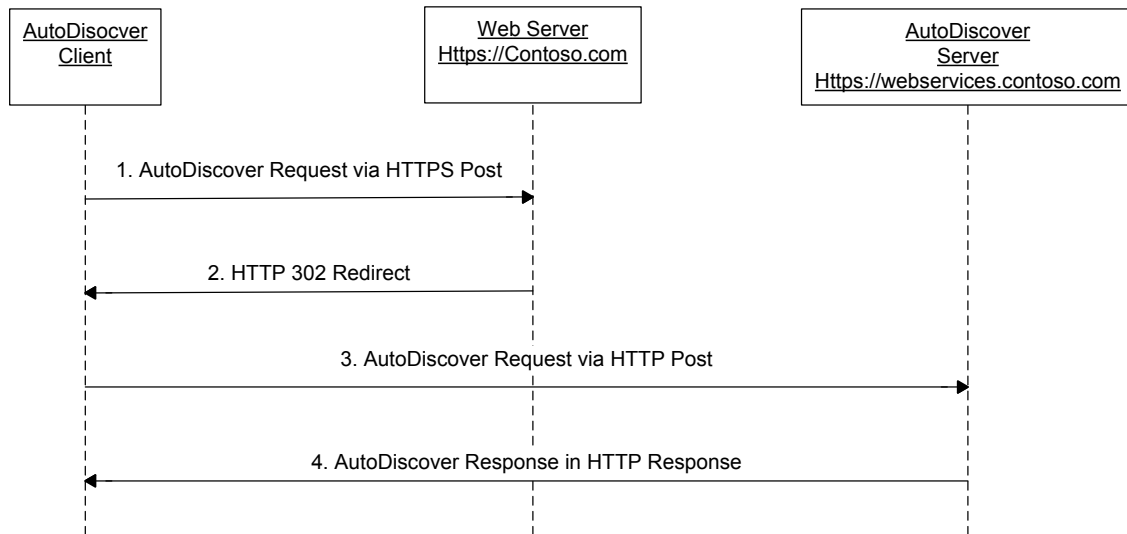 AutoDisocver
Client
Web Server
Https://Contoso.com
AutoDiscover
Server
Https://webservices.contoso.com
1. AutoDiscover Request via HTTPS Post
2. HTTP 302 Redirect
3. AutoDiscover Request via HTTP Post
4. AutoDiscover Response in HTTP Response